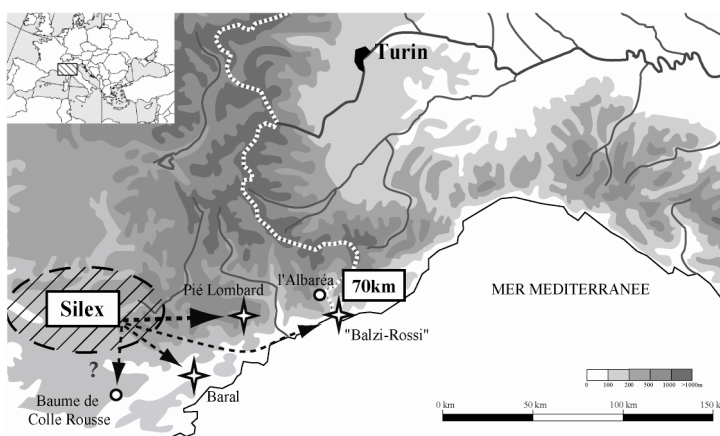 Turin
Pié Lombard
l'Albaréa
70km
MER MEDITERRANEE
Silex
"Balzi-Rossi"
?
Baral
Baume de
Colle Rousse
0 100 200 500 1000 >1000m
0 km 50 km 100 km 150 k